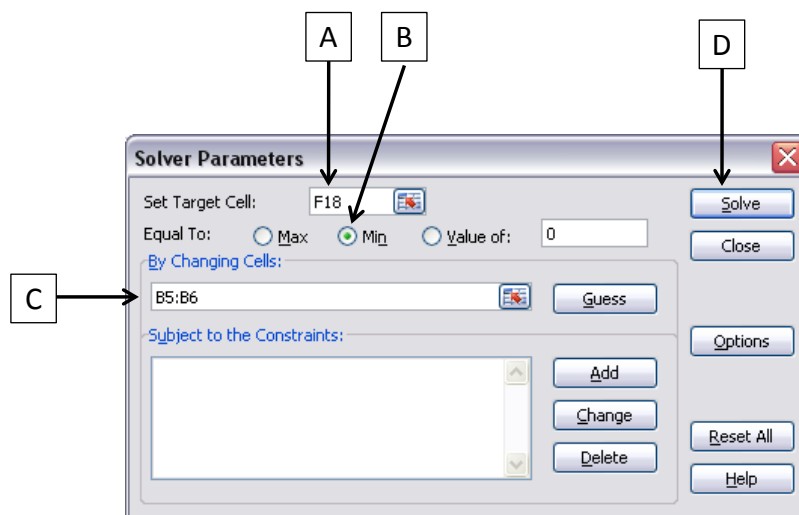 A B D
Solver Parameters
Set Target Cell: F18 Solve
Equal To: Max Min Value of: 0 Close
By Changing Cells:
C B5:B6 Guess
Subject to the Constraints: Options
Add
Change
Reset All
Delete
Help